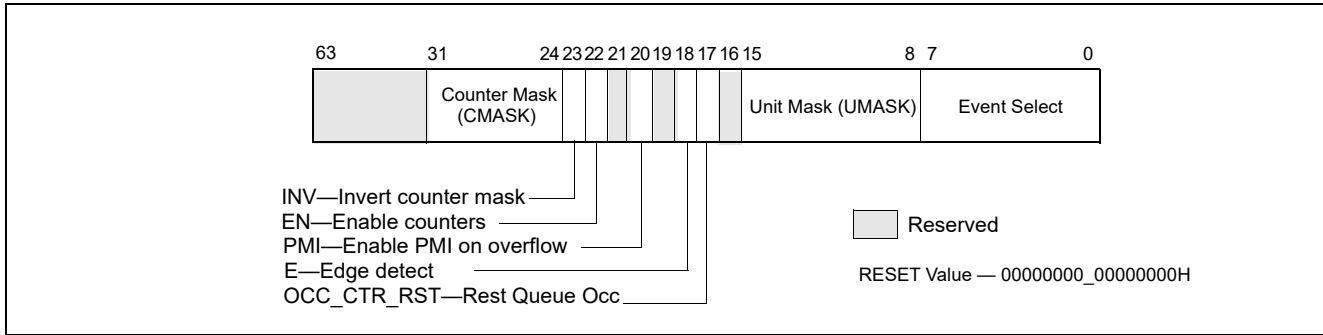 63 31 24 23 22 21 20 19 18 17 16 15 8 7 0
Counter Mask
(CMASK)
Unit Mask (UMASK)
Event Select
INV—Invert counter mask
EN—Enable counters
PMI—Enable PMI on overflow
E—Edge detect
OCC_CTR_RST—Rest Queue Occ
Reserved
RESET Value — 00000000_00000000H